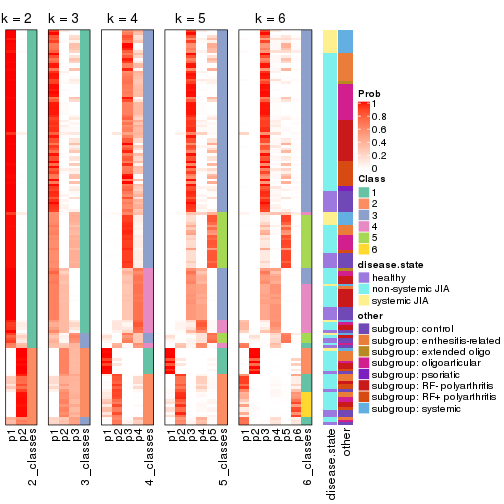 k = 2 k = 3 k = 4 k = 5 k = 6
Prob
1
0.8
0.6
0.4
0.2
0
Class
1
2
3
4
5
6
disease.state
healthy
non-systemic JIA
systemic JIA
other
subgroup: control
subgroup: enthesitis-related
subgroup: extended oligo
subgroup: oligoarticular
subgroup: psoriatic
subgroup: RF- polyarthritis
subgroup: RF+ polyarthritis
subgroup: systemic
p1 p2 2_classes p1 p2 p3 3_classes p1 p2 p3 p4 4_classes p1 p2 p3 p4 p5 5_classes p1 p2 p3 p4 p5 p6 6_classes disease.state other